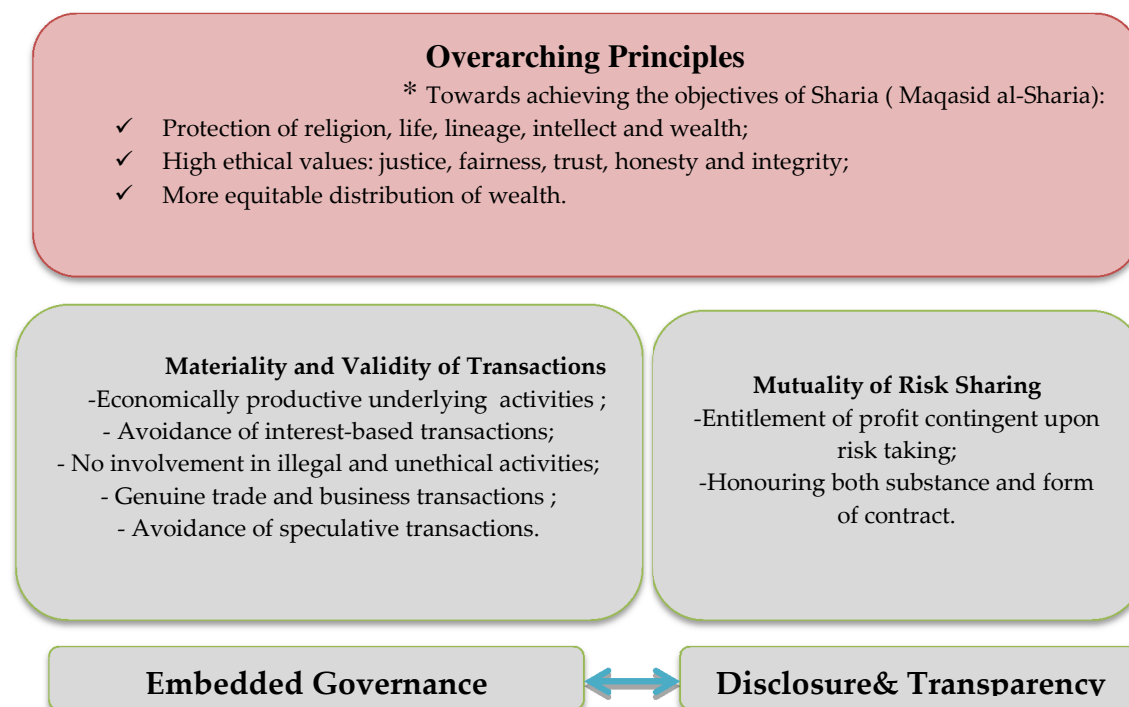 Overarching Principles
* Towards achieving the objectives of Sharia ( Maqasid al-Sharia):
✓ Protection of religion, life, lineage, intellect and wealth;
✓ High ethical values: justice, fairness, trust, honesty and integrity;
✓ More equitable distribution of wealth.
Materiality and Validity of Transactions
-Economically productive underlying activities ;
- Avoidance of interest-based transactions;
- No involvement in illegal and unethical activities;
- Genuine trade and business transactions ;
- Avoidance of speculative transactions.
Mutuality of Risk Sharing
-Entitlement of profit contingent upon
risk taking;
-Honouring both substance and form
of contract.
Embedded Governance
Disclosure& Transparency